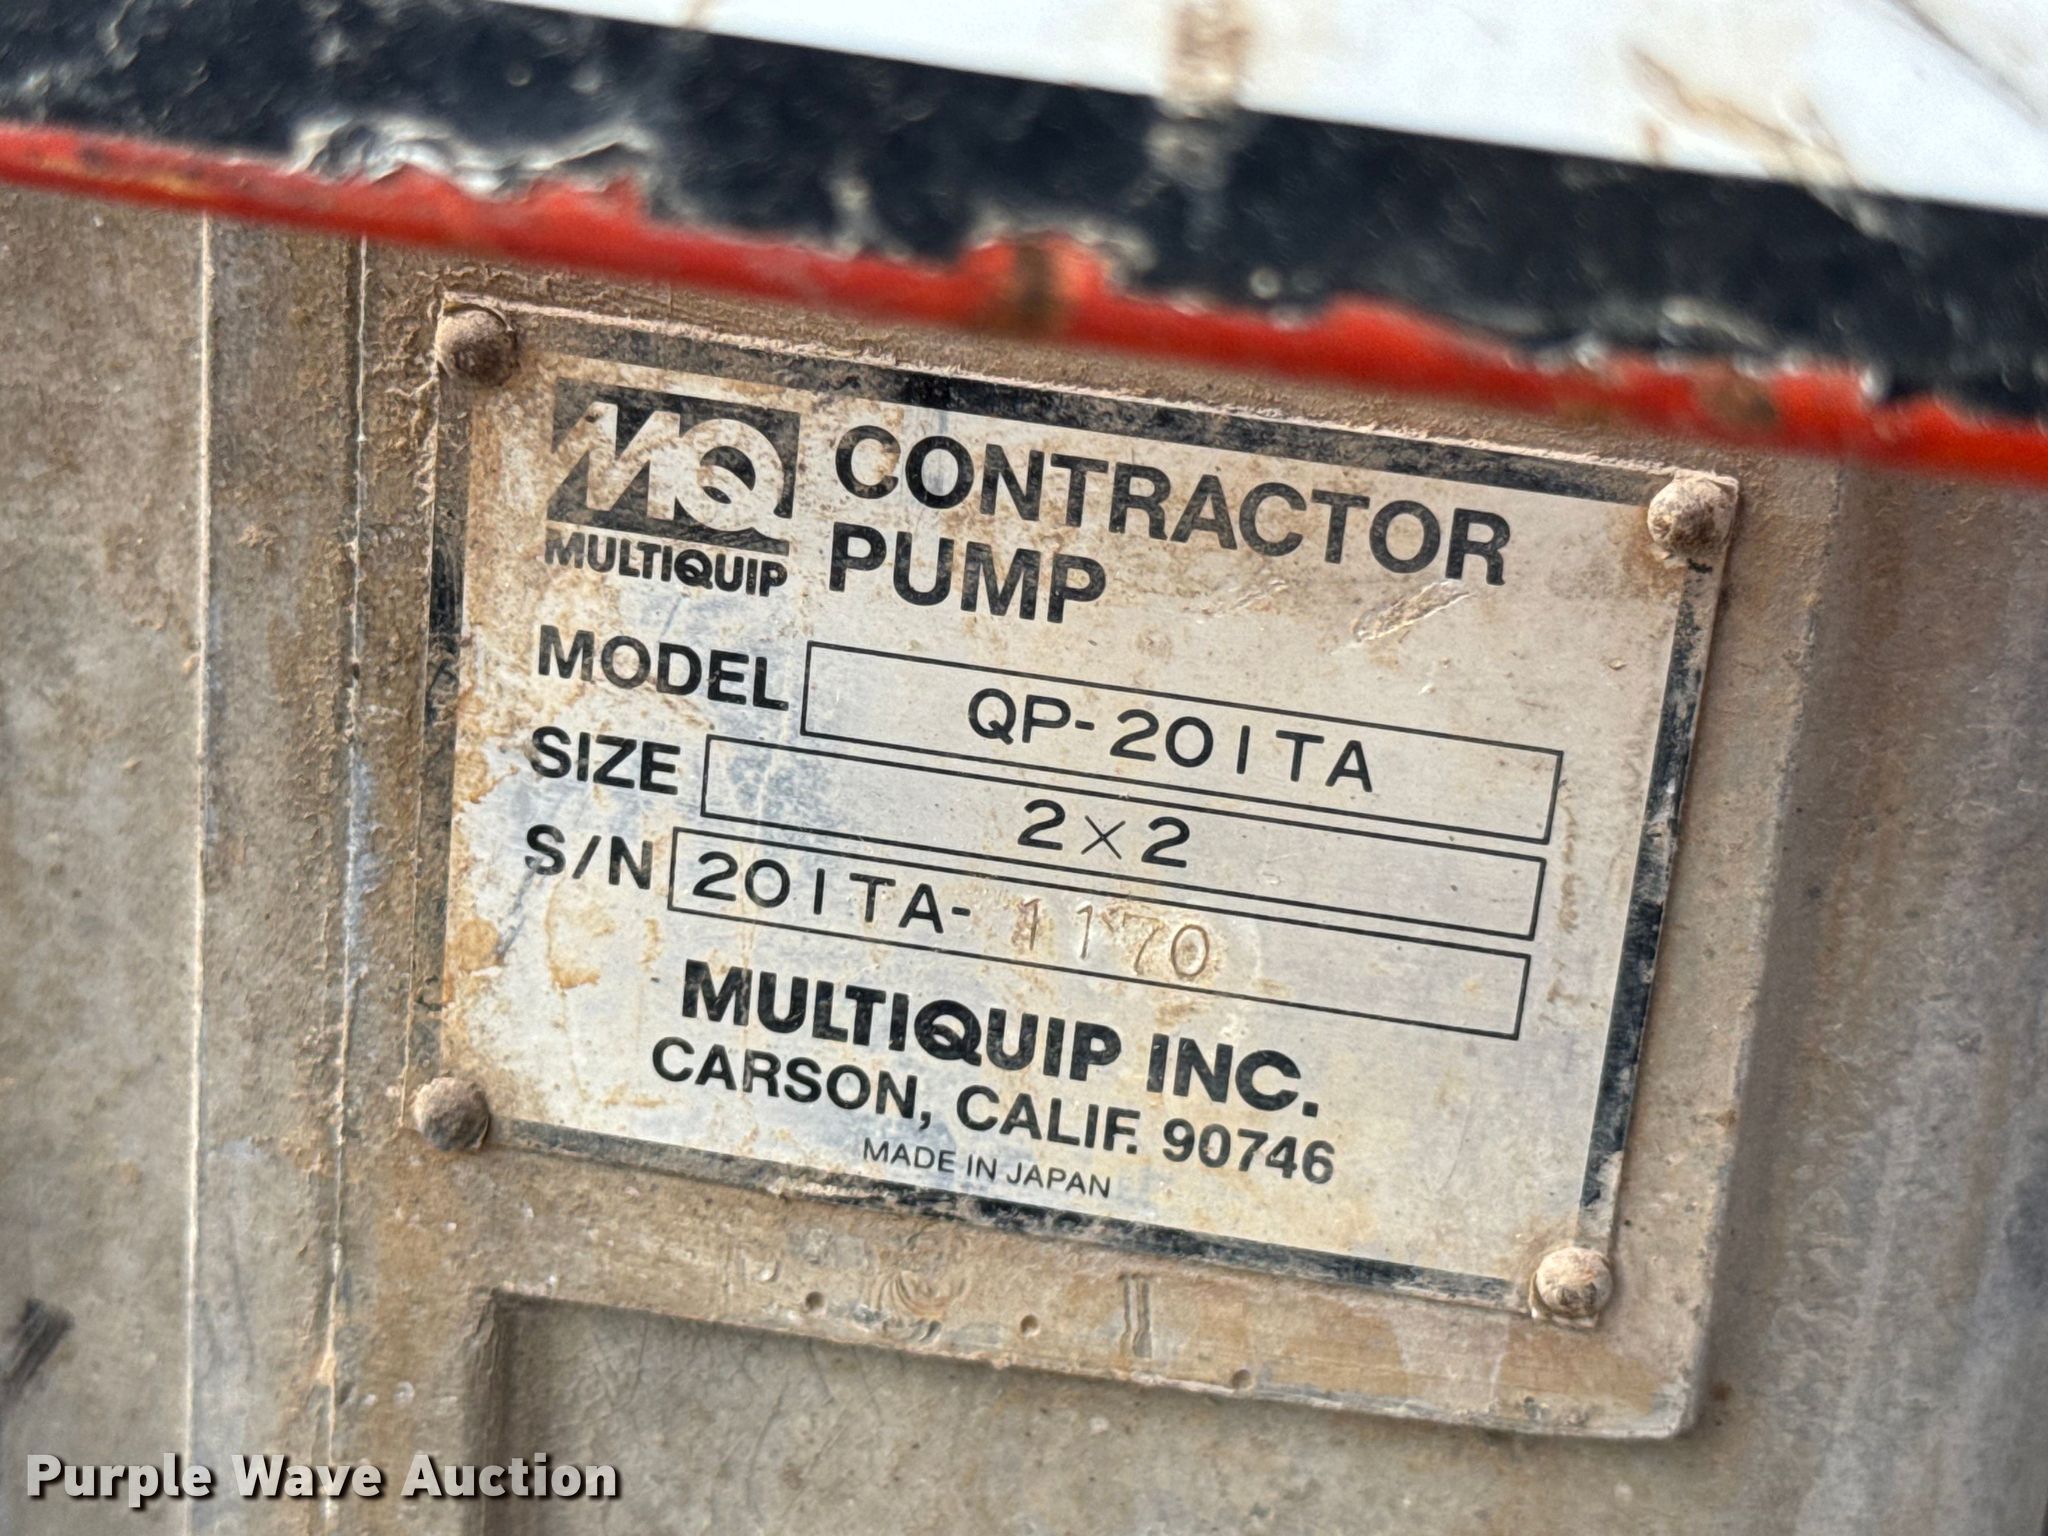 MQ
MULTIQUIP
CONTRACTOR
PUMP
MODEL QP-201TA
SIZE 2×2
S/N 201TA-1170
MULTIQUIP INC.
CARSON, CALIF. 90746
MADE IN JAPAN
Purple Wave Auction